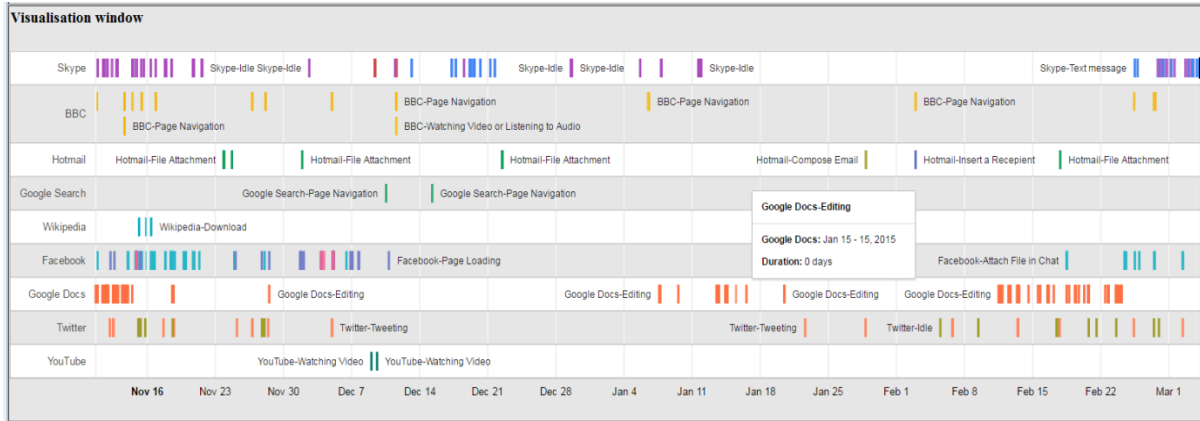 Visualisation window
Skype Skype-Idle Skype-Idle Skype-Idle Skype-Idle Skype-Idle Skype-Text message
BBC-Page Navigation BBC-Page Navigation BBC-Page Navigation
BBC
BBC-Page Navigation BBC-Watching Video or Listening to Audio
Hotmail Hotmail-File Attachment Hotmail-File Attachment Hotmail-File Attachment Hotmail-Compose Email Hotmail-Insert a Recepient Hotmail-File Attachment
Google Search Google Search-Page Navigation Google Search-Page Navigation
Google Docs-Editing
Google Docs: Jan 15 - 15, 2015
Duration: 0 days
Wikipedia Wikipedia-Download
Facebook Facebook-Page Loading Facebook-Attach File in Chat
Google Docs Google Docs-Editing Google Docs-Editing Google Docs-Editing Google Docs-Editing
Twitter Twitter-Tweeting Twitter-Tweeting Twitter-Idle
YouTube YouTube-Watching Video YouTube-Watching Video
Nov 16 Nov 23 Nov 30 Dec 7 Dec 14 Dec 21 Dec 28 Jan 4 Jan 11 Jan 18 Jan 25 Feb 1 Feb 8 Feb 15 Feb 22 Mar 1